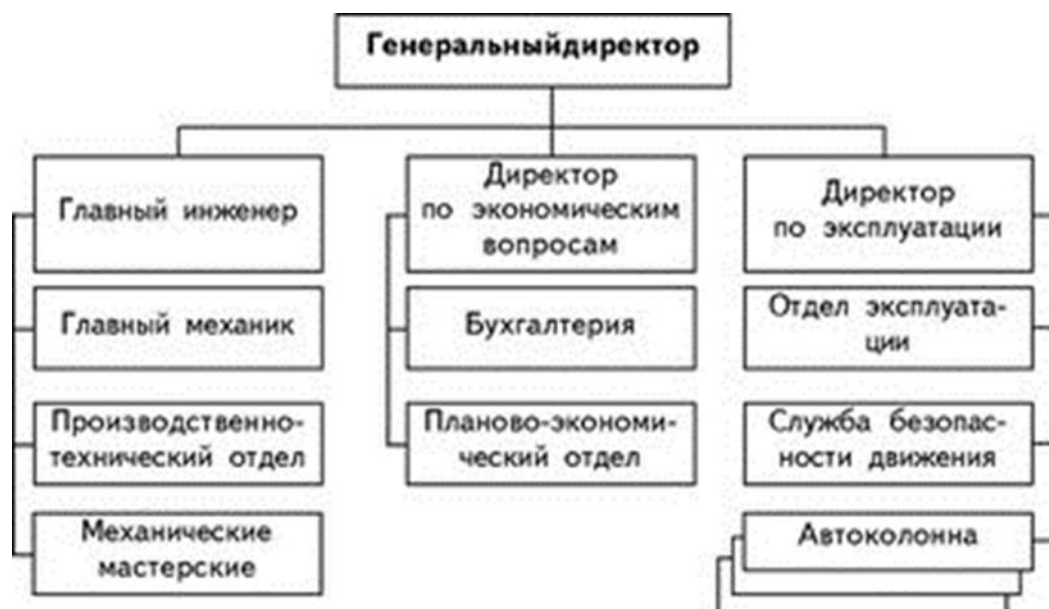 Генеральныйдиректор
Главный инженер
Главный механик
Производственно-
технический отдел
Механические
мастерские
Директор
по экономическим
вопросам
Бухгалтерия
Планово-экономи-
ческий отдел
Директор
по эксплуатации
Отдел эксплуата-
ции
Служба безопас-
ности движения
Автоколонна